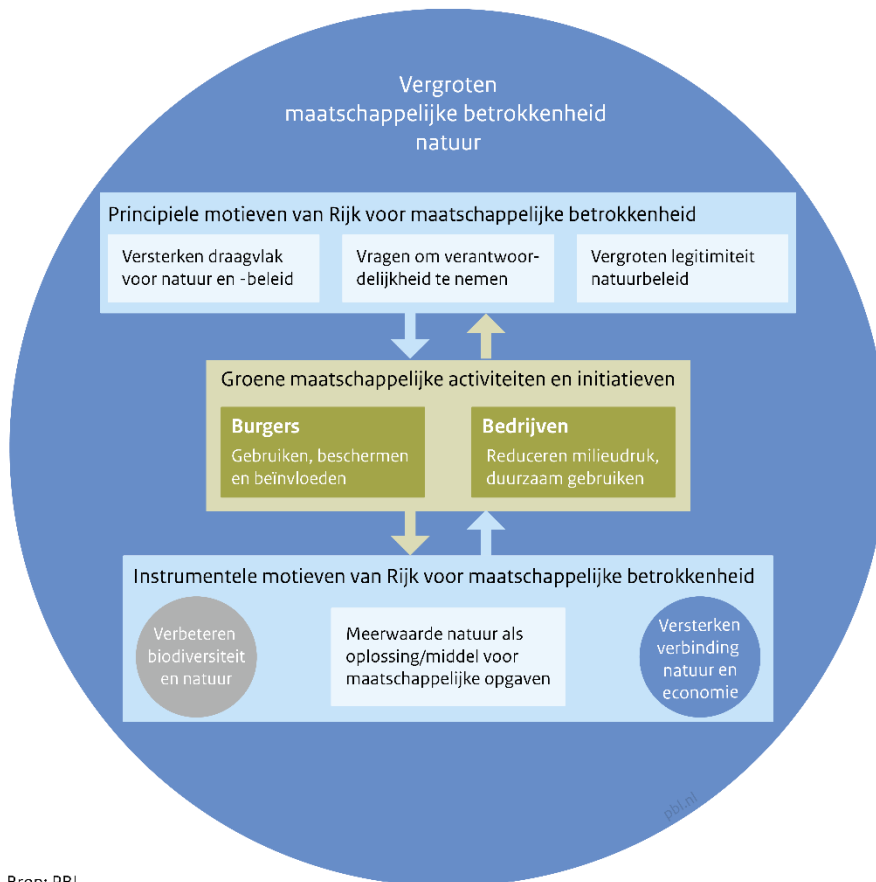 Vergroten
maatschappelijke betrokkenheid
natuur
Principiele motieven van Rijk voor maatschappelijke betrokkenheid
Versterken draagvlak
voor natuur en -beleid
Vragen om verantwoor-
delijkheid te nemen
Vergroten legitimiteit
natuurbeleid
Groene maatschappelijke activiteiten en initiatieven
Burgers
Gebruiken, beschermen
en beïnvloeden
Bedrijven
Reduceren milieudruk,
duurzaam gebruiken
Instrumentele motieven van Rijk voor maatschappelijke betrokkenheid
Verbeteren
biodiversiteit
en natuur
Meerwaarde natuur als
oplossing/middel voor
maatschappelijke opgaven
Versterken
verbinding
natuur en
economie
pbl.nl
Bron: PBL